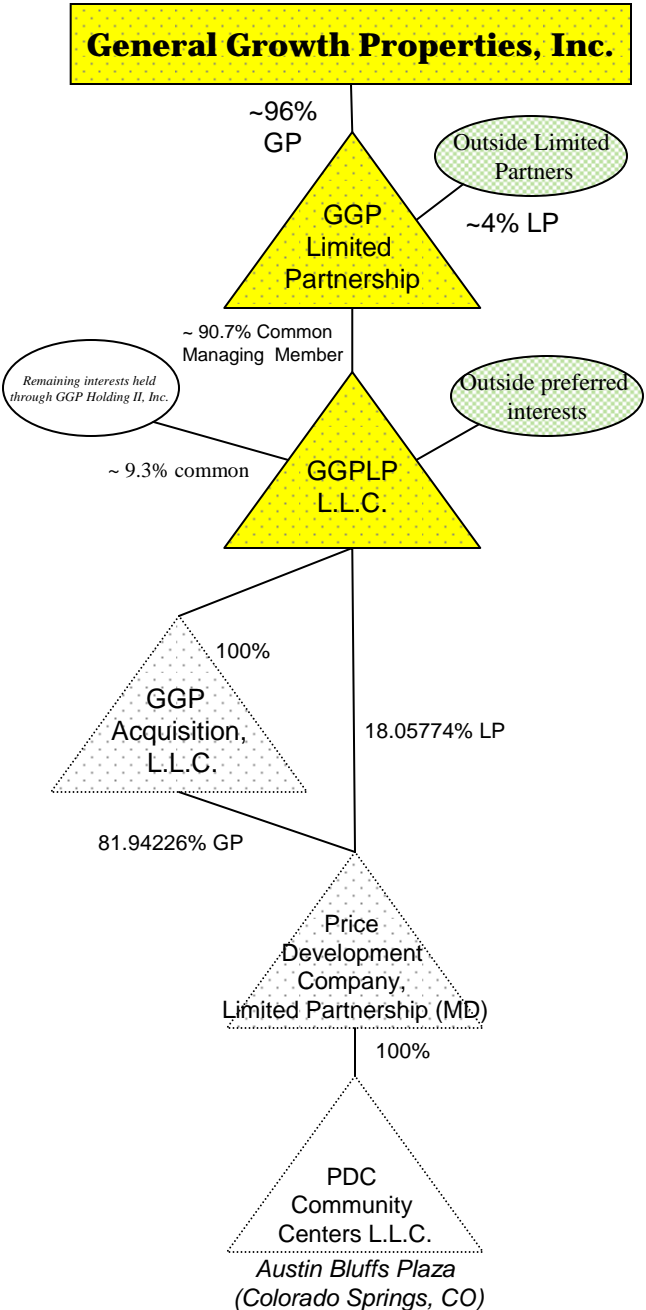 General Growth Properties, Inc.
~96%
GP
Outside Limited
Partners
GGP
Limited
Partnership
~4% LP
~ 90.7% Common
Managing Member
Remaining interests held
through GGP Holding II, Inc.
Outside preferred
interests
~ 9.3% common
GGPLP
L.L.C.
100%
GGP
Acquisition,
L.L.C.
18.05774% LP
81.94226% GP
Price
Development
Company,
Limited Partnership (MD)
100%
PDC
Community
Centers L.L.C.
Austin Bluffs Plaza
(Colorado Springs, CO)